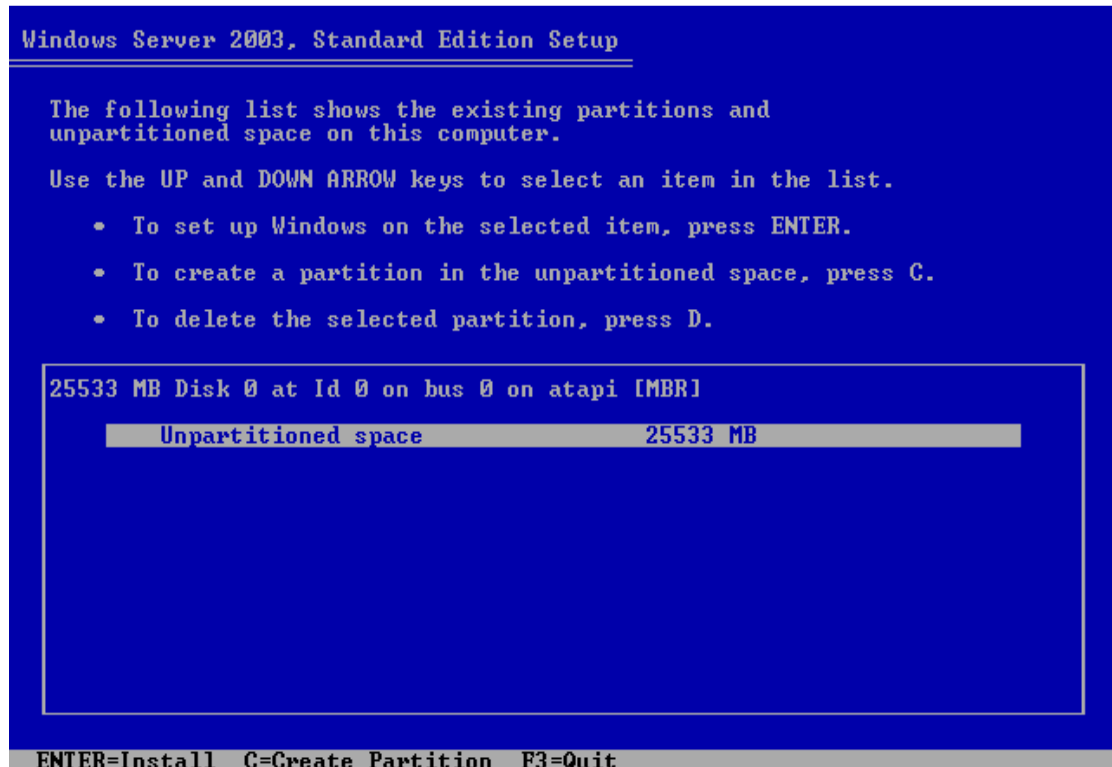 Windows Server 2003, Standard Edition Setup
The following list shows the existing partitions and
unpartitioned space on this computer.
Use the UP and DOWN ARROW keys to select an item in the list.
• To set up Windows on the selected item, press ENTER.
• To create a partition in the unpartitioned space, press C.
• To delete the selected partition, press D.
25533 MB Disk 0 at Id 0 on bus 0 on atapi [MBR]
Unpartitioned space 25533 MB
ENTER=Install C=Create Partition F3=Quit